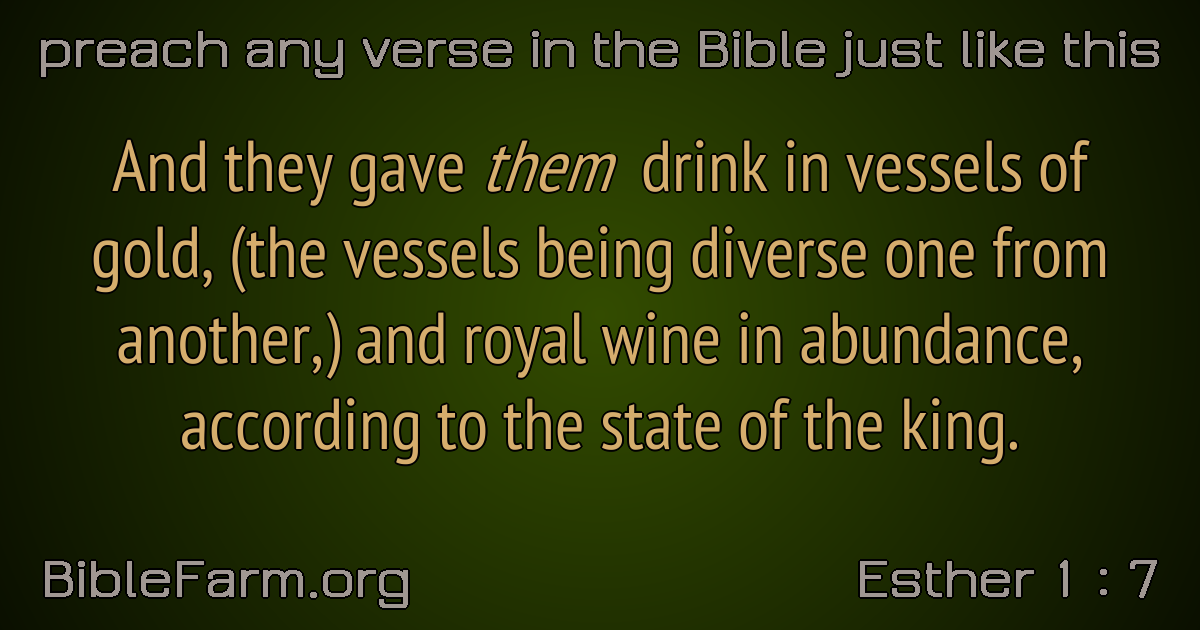 preach any verse in the Bible just like this
And they gave them drink in vessels of
gold, (the vessels being diverse one from
another,) and royal wine in abundance,
according to the state of the king.
BibleFarm.org
Esther 1 : 7